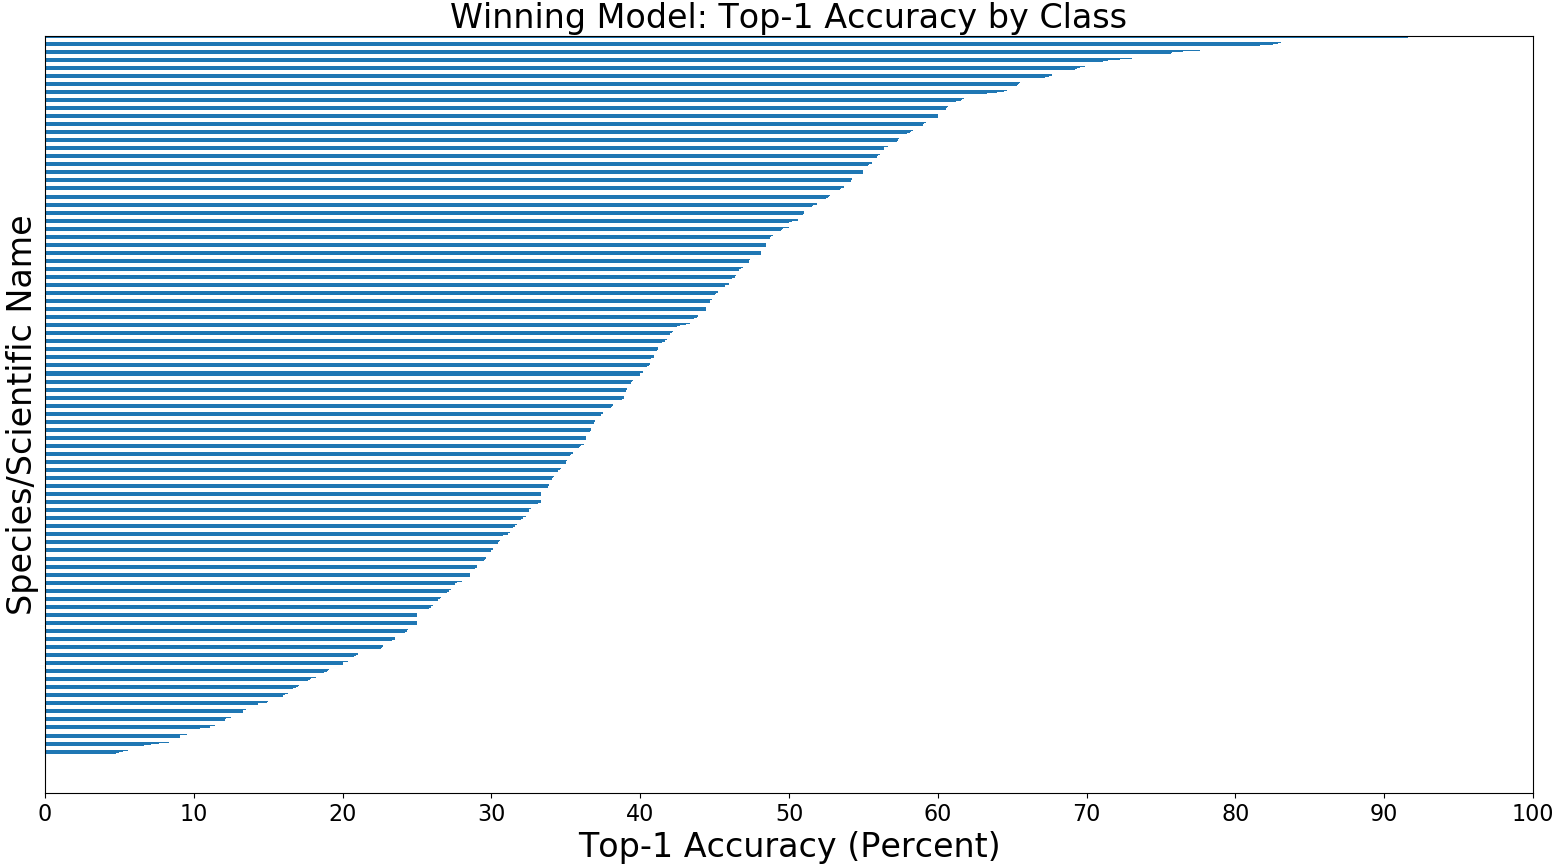 Winning Model: Top-1 Accuracy by Class
Species/Scientific Name
0 10 20 30 40 50 60 70 80 90 100
Top-1 Accuracy (Percent)